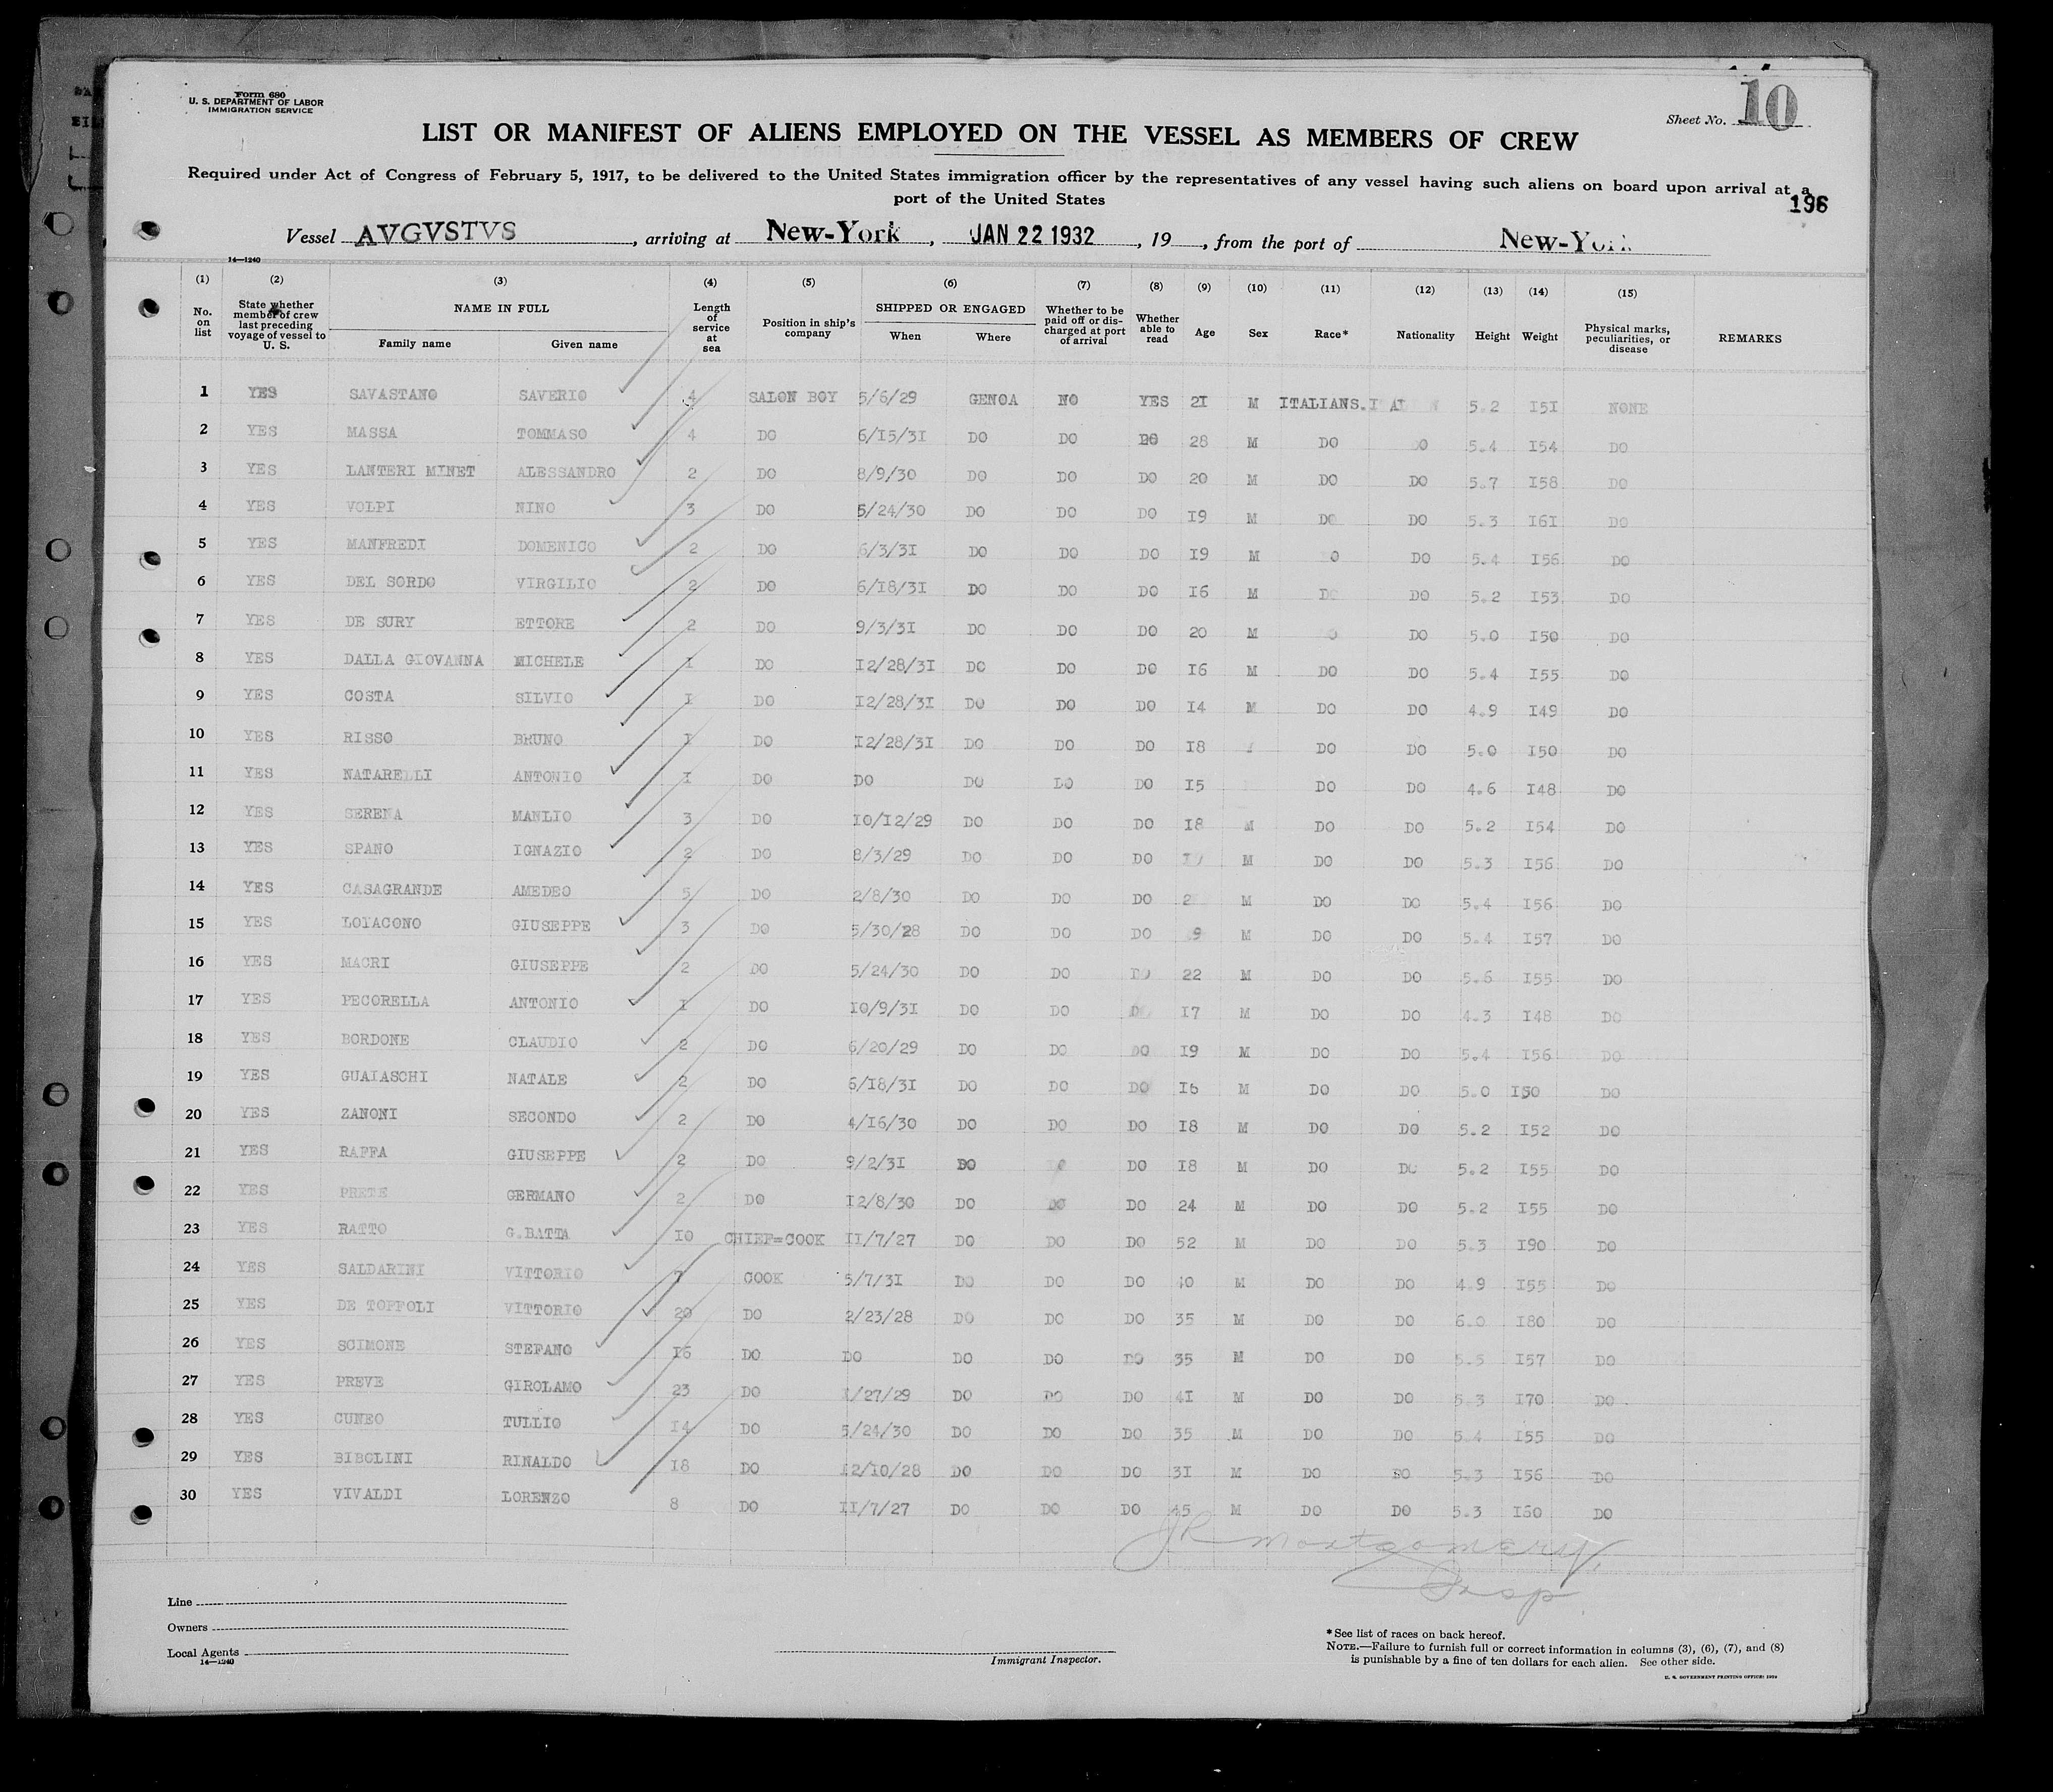 Form 680
U. S. DEPARTMENT OF LABOR
IMMIGRATION SERVICE
Sheet No. 10
LIST OR MANIFEST OF ALIENS EMPLOYED ON THE VESSEL AS MEMBERS OF CREW
Required under Act of Congress of February 5, 1917, to be delivered to the United States immigration officer by the representatives of any vessel having such aliens on board upon arrival at a
port of the United States
196
Vessel AVGVSTVS, arriving at New-York, JAN 22 1932, 19, from the port of New-York
14—1240
(1) (2) (3) (4) (5) (6) (7) (8) (9) (10) (11) (12) (13) (14) (15)
No. on list State whether member of crew last preceding voyage of vessel to U. S. NAME IN FULL Family name Given name Length of service at sea Position in ship's company SHIPPED OR ENGAGED When Where Whether to be paid off or discharged at port of arrival Whether able to read Age Sex Race* Nationality Height Weight Physical marks, peculiarities, or disease REMARKS
1 YES SAVASTANO SAVERIO 4 SALON BOY 5/6/29 GENOA NO YES 21 M ITALIANS. 5.2 151 NONE
2 YES MASSA TOMMASO 4 DO 6/15/31 DO DO DO 28 M DO DO 5.4 154 DO
3 YES LANTERI MINET ALESSANDRO 2 DO 8/9/30 DO DO DO 20 M DO DO 5.7 158 DO
4 YES VOLPI NINO 3 DO 5/24/30 DO DO DO 19 M DO DO 5.3 161 DO
5 YES MANFREDI DOMENICO 2 DO 6/3/31 DO DO DO 19 M DO 5.4 156 DO
6 YES DEL SORDO VIRGILIO 2 DO 6/18/31 DO DO DO 16 M DO DO 5.2 153 DO
7 YES DE SURY ETTORE 2 DO 9/3/31 DO DO DO 20 M DO 5.0 150 DO
8 YES DALLA GIOVANNA MICHELE 1 DO 12/28/31 DO DO DO 16 M DO DO 5.4 155 DO
9 YES COSTA SILVIO 1 DO 12/28/31 DO DO DO 14 M DO DO 4.9 149 DO
10 YES RISSO BRUNO 1 DO 12/28/31 DO DO DO 18 DO DO 5.0 150 DO
11 YES NATARELLI ANTONIO 1 DO DO DO DO DO 15 DO DO 4.6 148 DO
12 YES SERENA MANLIO 3 DO 10/12/29 DO DO DO 18 M DO DO 5.2 154 DO
13 YES SPANO IGNAZIO 2 DO 8/3/29 DO DO DO M DO DO 5.3 156 DO
14 YES CASAGRANDE AMEDEO 5 DO 2/8/30 DO DO DO M DO DO 5.4 156 DO
15 YES LOIACONO GIUSEPPE 3 DO 5/30/28 DO DO DO M DO DO 5.4 157 DO
16 YES MACRI GIUSEPPE 2 DO 5/24/30 DO DO DO 22 M DO DO 5.6 155 DO
17 YES PECORELLA ANTONIO 1 DO 10/9/31 DO DO DO 17 M DO DO 4.3 148 DO
18 YES BORDONE CLAUDIO 2 DO 6/20/29 DO DO DO 19 M DO DO 5.4 156 DO
19 YES GUAIASCHI NATALE 2 DO 6/18/31 DO DO DO 16 M DO DO 5.0 150 DO
20 YES ZANONI SECONDO 2 DO 4/16/30 DO DO DO 18 M DO DO 5.2 152 DO
21 YES RAFFA GIUSEPPE 2 DO 9/2/31 DO DO 18 M DO DO 5.2 155 DO
22 YES PRETE GERMANO 2 DO 12/8/30 DO DO DO 24 M DO DO 5.2 155 DO
23 YES RATTO G.BATTA 10 CHIEF=COOK 11/7/27 DO DO DO 52 M DO DO 5.3 190 DO
24 YES SALDARINI VITTORIO 7 COOK 5/7/31 DO DO DO 40 M DO DO 4.9 155 DO
25 YES DE TOFFOLI VITTORIO 20 DO 2/23/28 DO DO DO 35 M DO DO 6.0 180 DO
26 YES SCIMONE STEFANO 16 DO DO DO DO DO 35 M DO DO 5.5 157 DO
27 YES PREVE GIROLAMO 23 DO 1/27/29 DO DO DO 41 M DO DO 5.3 170 DO
28 YES CUNEO TULLIO 14 DO 5/24/30 DO DO DO 35 M DO DO 5.4 155 DO
29 YES BIBOLINI RINALDO 18 DO 12/10/28 DO DO DO 31 M DO DO 5.3 156 DO
30 YES VIVALDI LORENZO 8 DO 11/7/27 DO DO DO 45 M DO DO 5.3 160 DO
JR Montgomery
Insp
Line
Owners
Local Agents
14—1240
Immigrant Inspector.
*See list of races on back hereof.
NOTE.—Failure to furnish full or correct information in columns (3), (6), (7), and (8)
is punishable by a fine of ten dollars for each alien. See other side.
U. S. GOVERNMENT PRINTING OFFICE: 1929